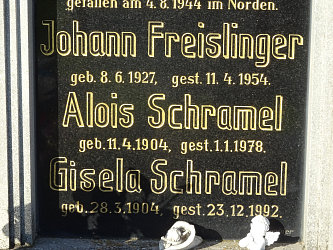 gefallen am 4.8.1944 im Norden.
Johann Freislinger
geb. 8.6.1927, gest. 11.4.1954.
Alois Schramel
geb. 11.4.1904, gest. 1.1.1978.
Gisela Schramel
geb. 28.3.1904, gest. 23.12.1992.